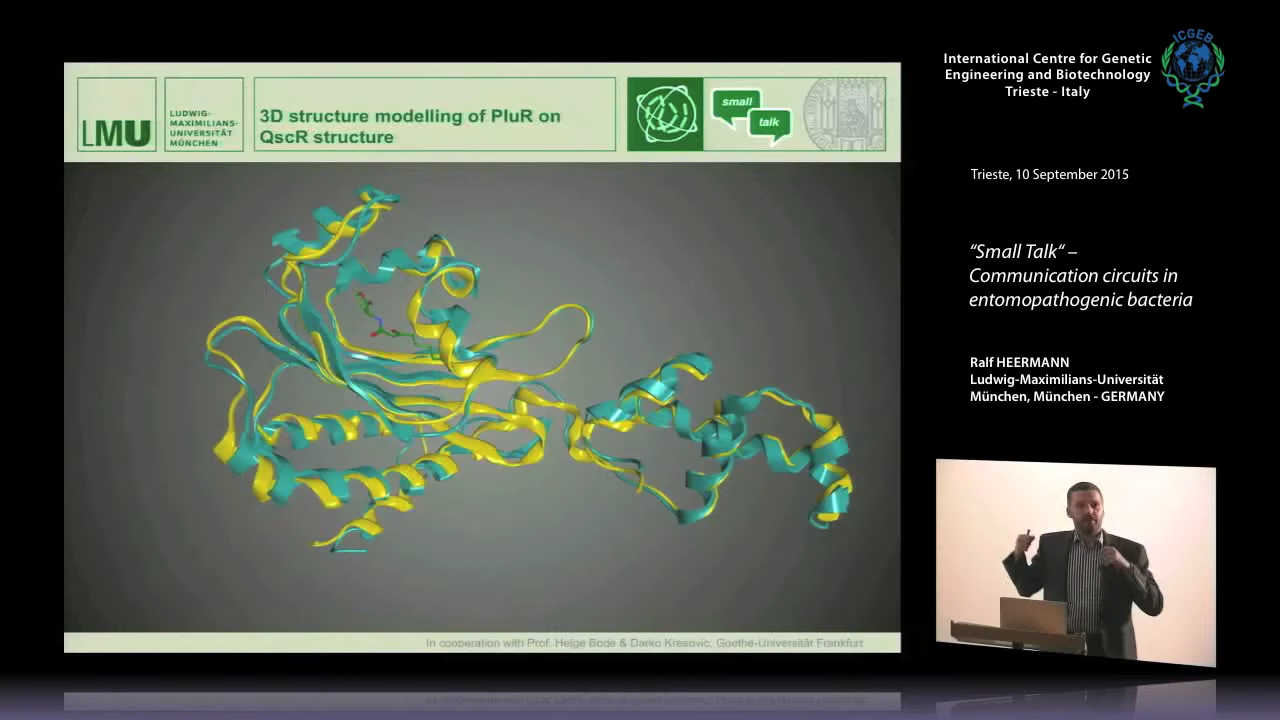 LMU
LUDWIG-
MAXIMILIANS-
UNIVERSITÄT
MÜNCHEN
3D structure modelling of PluR on
QscR structure
small
talk
In cooperation with Prof. Helge Bode & Darko Kresovic, Goethe-Universität Frankfurt
International Centre for Genetic
Engineering and Biotechnology
Trieste - Italy
ICGEB
Trieste, 10 September 2015
“Small Talk“ –
Communication circuits in
entomopathogenic bacteria
Ralf HEERMANN
Ludwig-Maximilians-Universität
München, München - GERMANY